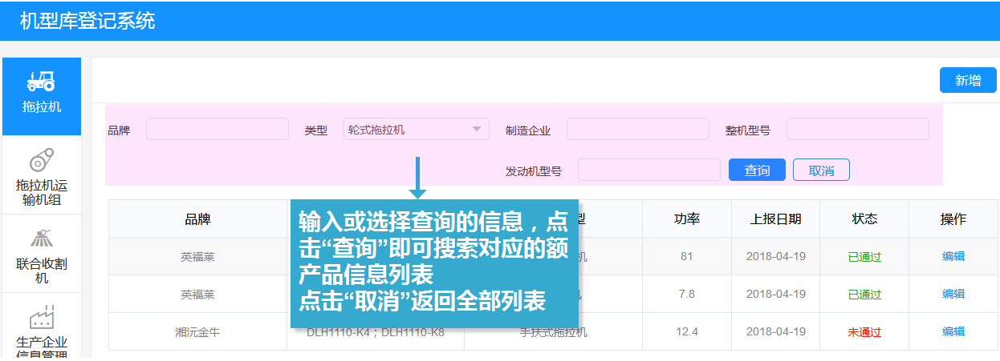 机型库登记系统
拖拉机
拖拉机运
输机组
联合收割
机
生产企业
信息管理
新增
品牌 类型 轮式拖拉机 制造企业 整机型号
发动机型号 查询 取消
输入或选择查询的信息，点
击“查询”即可搜索对应的额
产品信息列表
点击“取消”返回全部列表
品牌 型 功率 上报日期 状态 操作
英福莱 机 81 2018-04-19 已通过 编辑
英福莱 机 7.8 2018-04-19 已通过 编辑
湘沅金牛 DLH1110-K4；DLH1110-K8 手扶式拖拉机 12.4 2018-04-19 未通过 编辑